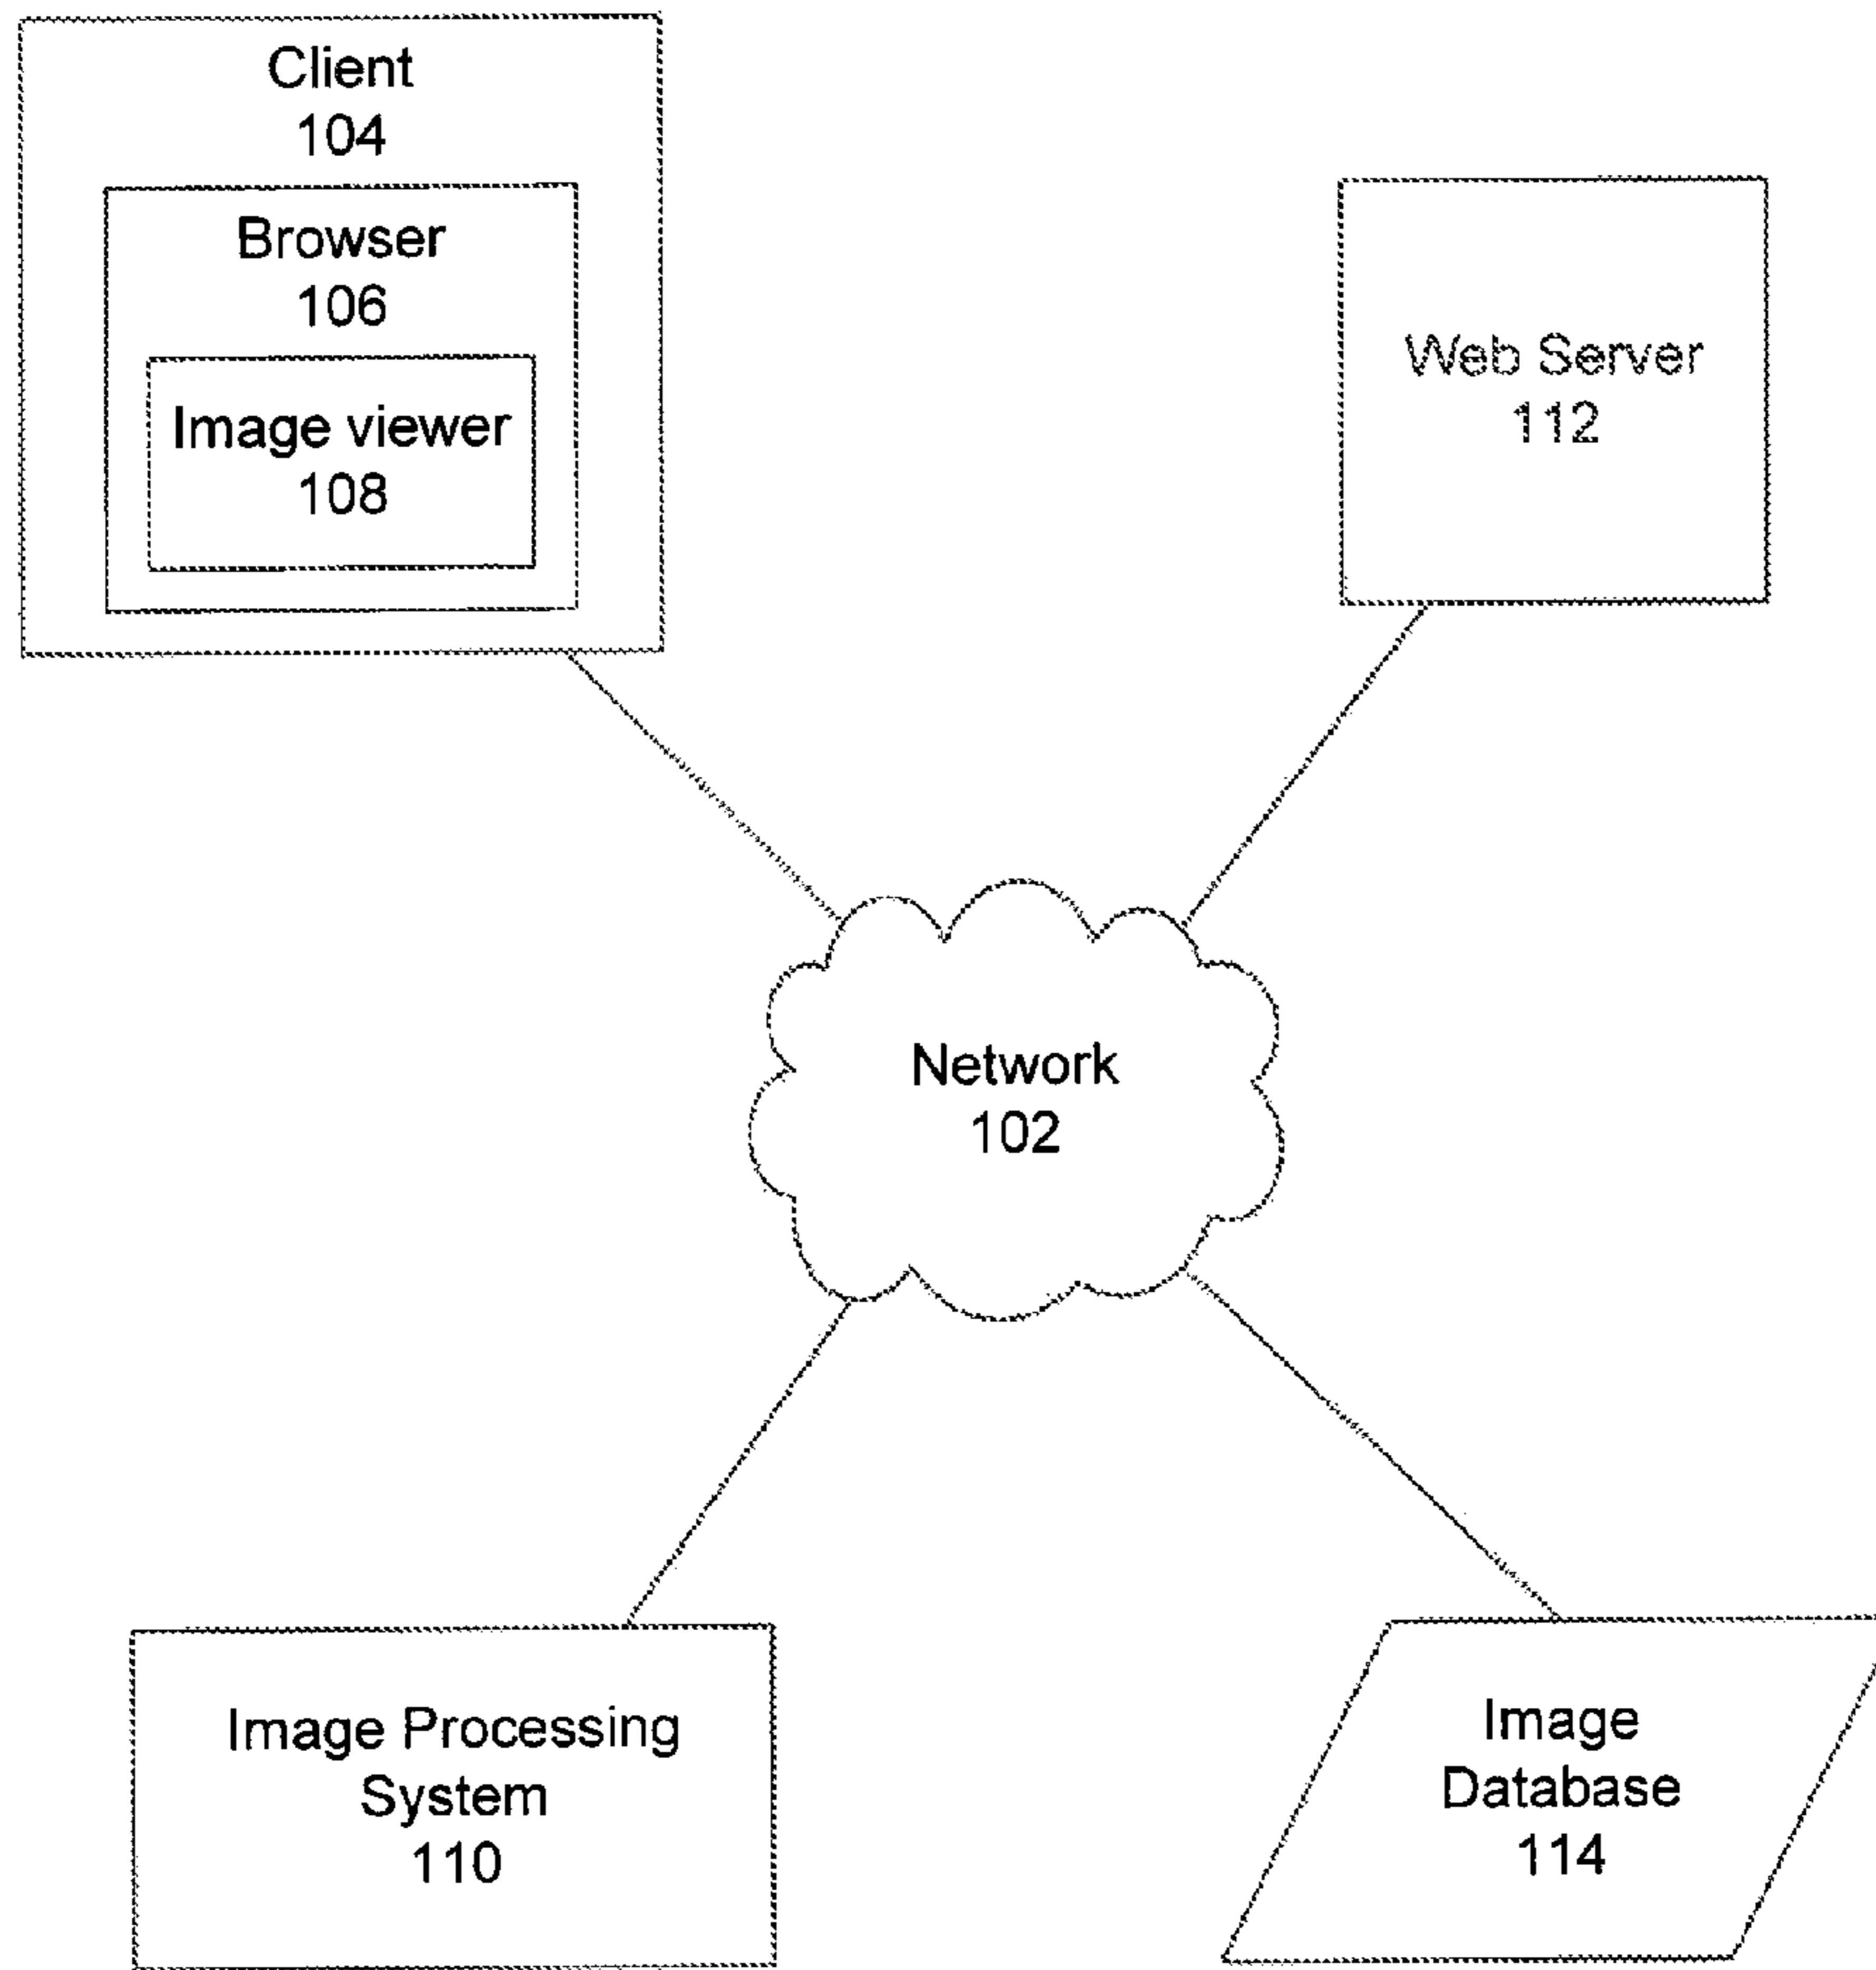 Client
104
Browser
106
Image viewer
108
Web Server
112
Network
102
Image Processing
System
110
Image
Database
114